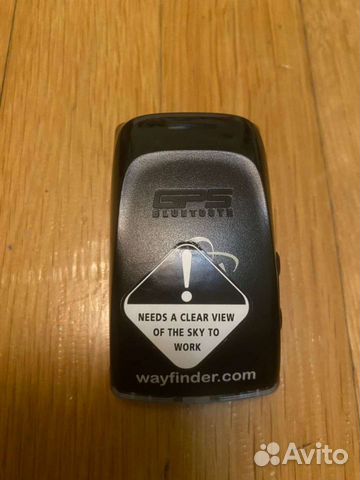 GPS
BLUETOOTH
!
NEEDS A CLEAR VIEW
OF THE SKY TO
WORK
wayfinder.com
Avito